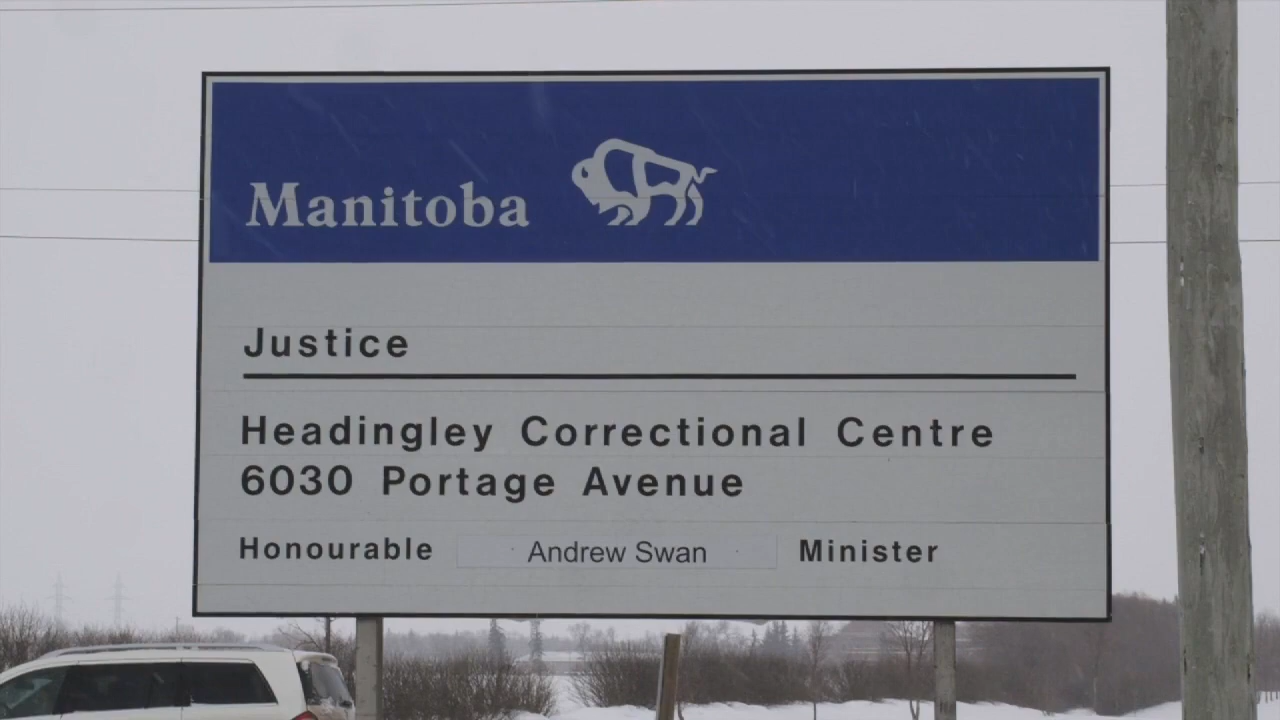 Manitoba
Justice
Headingley Correctional Centre
6030 Portage Avenue
Honourable Andrew Swan Minister